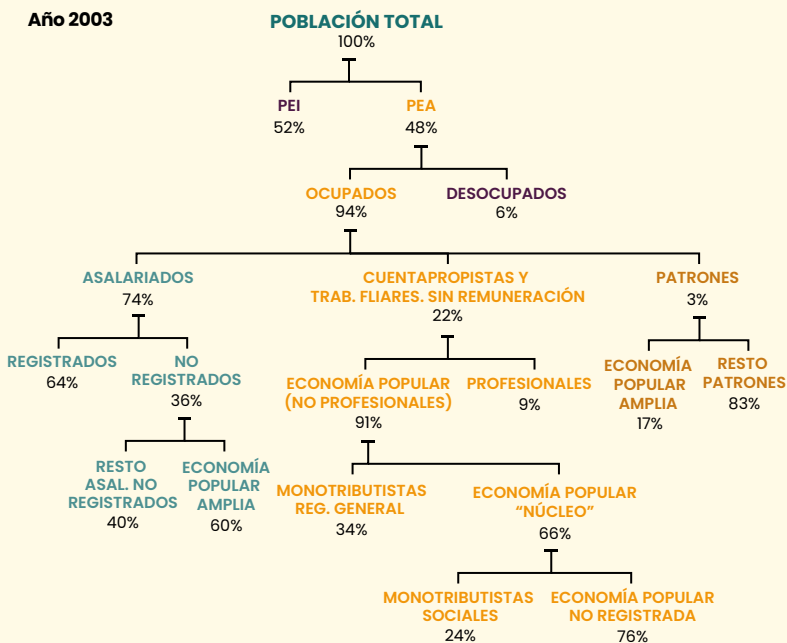 Año 2003
POBLACIÓN TOTAL
100%
PEI
52%
PEA
48%
OCUPADOS
94%
DESOCUPADOS
6%
ASALARIADOS
74%
CUENTAPROPISTAS Y
TRAB. FLIARES. SIN REMUNERACIÓN
22%
PATRONES
3%
REGISTRADOS
64%
NO
REGISTRADOS
36%
ECONOMÍA POPULAR
(NO PROFESIONALES)
91%
PROFESIONALES
9%
ECONOMÍA
POPULAR
AMPLIA
17%
RESTO
PATRONES
83%
RESTO
ASAL. NO
REGISTRADOS
40%
ECONOMÍA
POPULAR
AMPLIA
60%
MONOTRIBUTISTAS
REG. GENERAL
34%
ECONOMÍA POPULAR
“NÚCLEO”
66%
MONOTRIBUTISTAS
SOCIALES
24%
ECONOMÍA POPULAR
NO REGISTRADA
76%